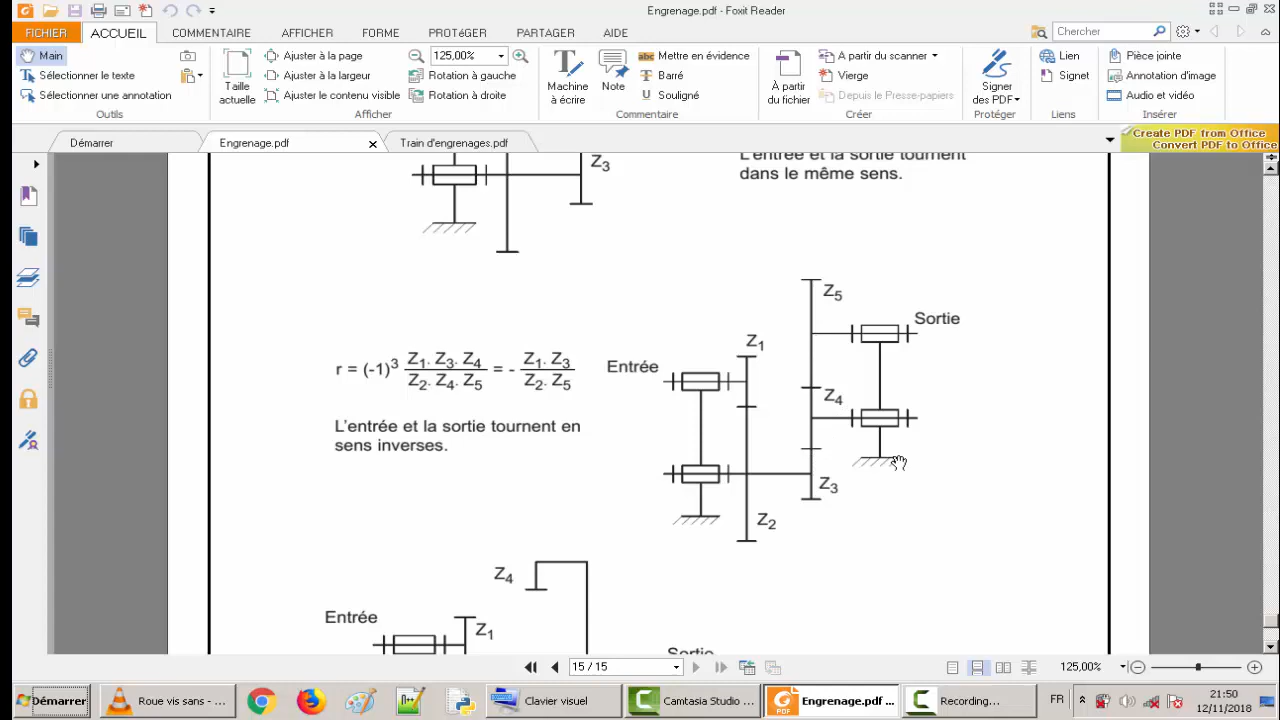 Engrenage.pdf - Foxit Reader
FICHIER ACCUEIL COMMENTAIRE AFFICHER FORME PROTéGER PARTAGER AIDE
Chercher
Main
Sélectionner le texte
Sélectionner une annotation
Outils
Taille actuelle
Ajuster à la page
Ajuster à la largeur
Ajuster le contenu visible
125,00%
Rotation à gauche
Rotation à droite
Afficher
Machine à écrire
Note
abc Mettre en évidence
Barré
U Souligné
Commentaire
A partir du fichier
A partir du scanner
Vierge
Depuis le Presse-papiers
Créer
Signer des PDF
Protéger
Lien
Signet
Liens
Pièce jointe
Annotation d'image
Audio et vidéo
Insérer
Démarrer
Engrenage.pdf
Train d'engrenages.pdf
Create PDF from Office
Convert PDF to Office
Z3
L'entrée et la sortie tournent
dans le même sens.
r = (-1)³ Z1. Z3. Z4 / Z2. Z4. Z5 = - Z1. Z3 / Z2. Z5
L'entrée et la sortie tournent en
sens inverses.
Entrée
Z1
Z5
Sortie
Z4
Z3
Z2
Z4
Entrée
Z1
Sortie
15 / 15
125,00%
Démarrer
Roue vis sans - ...
Clavier visuel
Camtasia Studio ...
Engrenage.pdf ...
Recording...
FR
21:50
12/11/2018